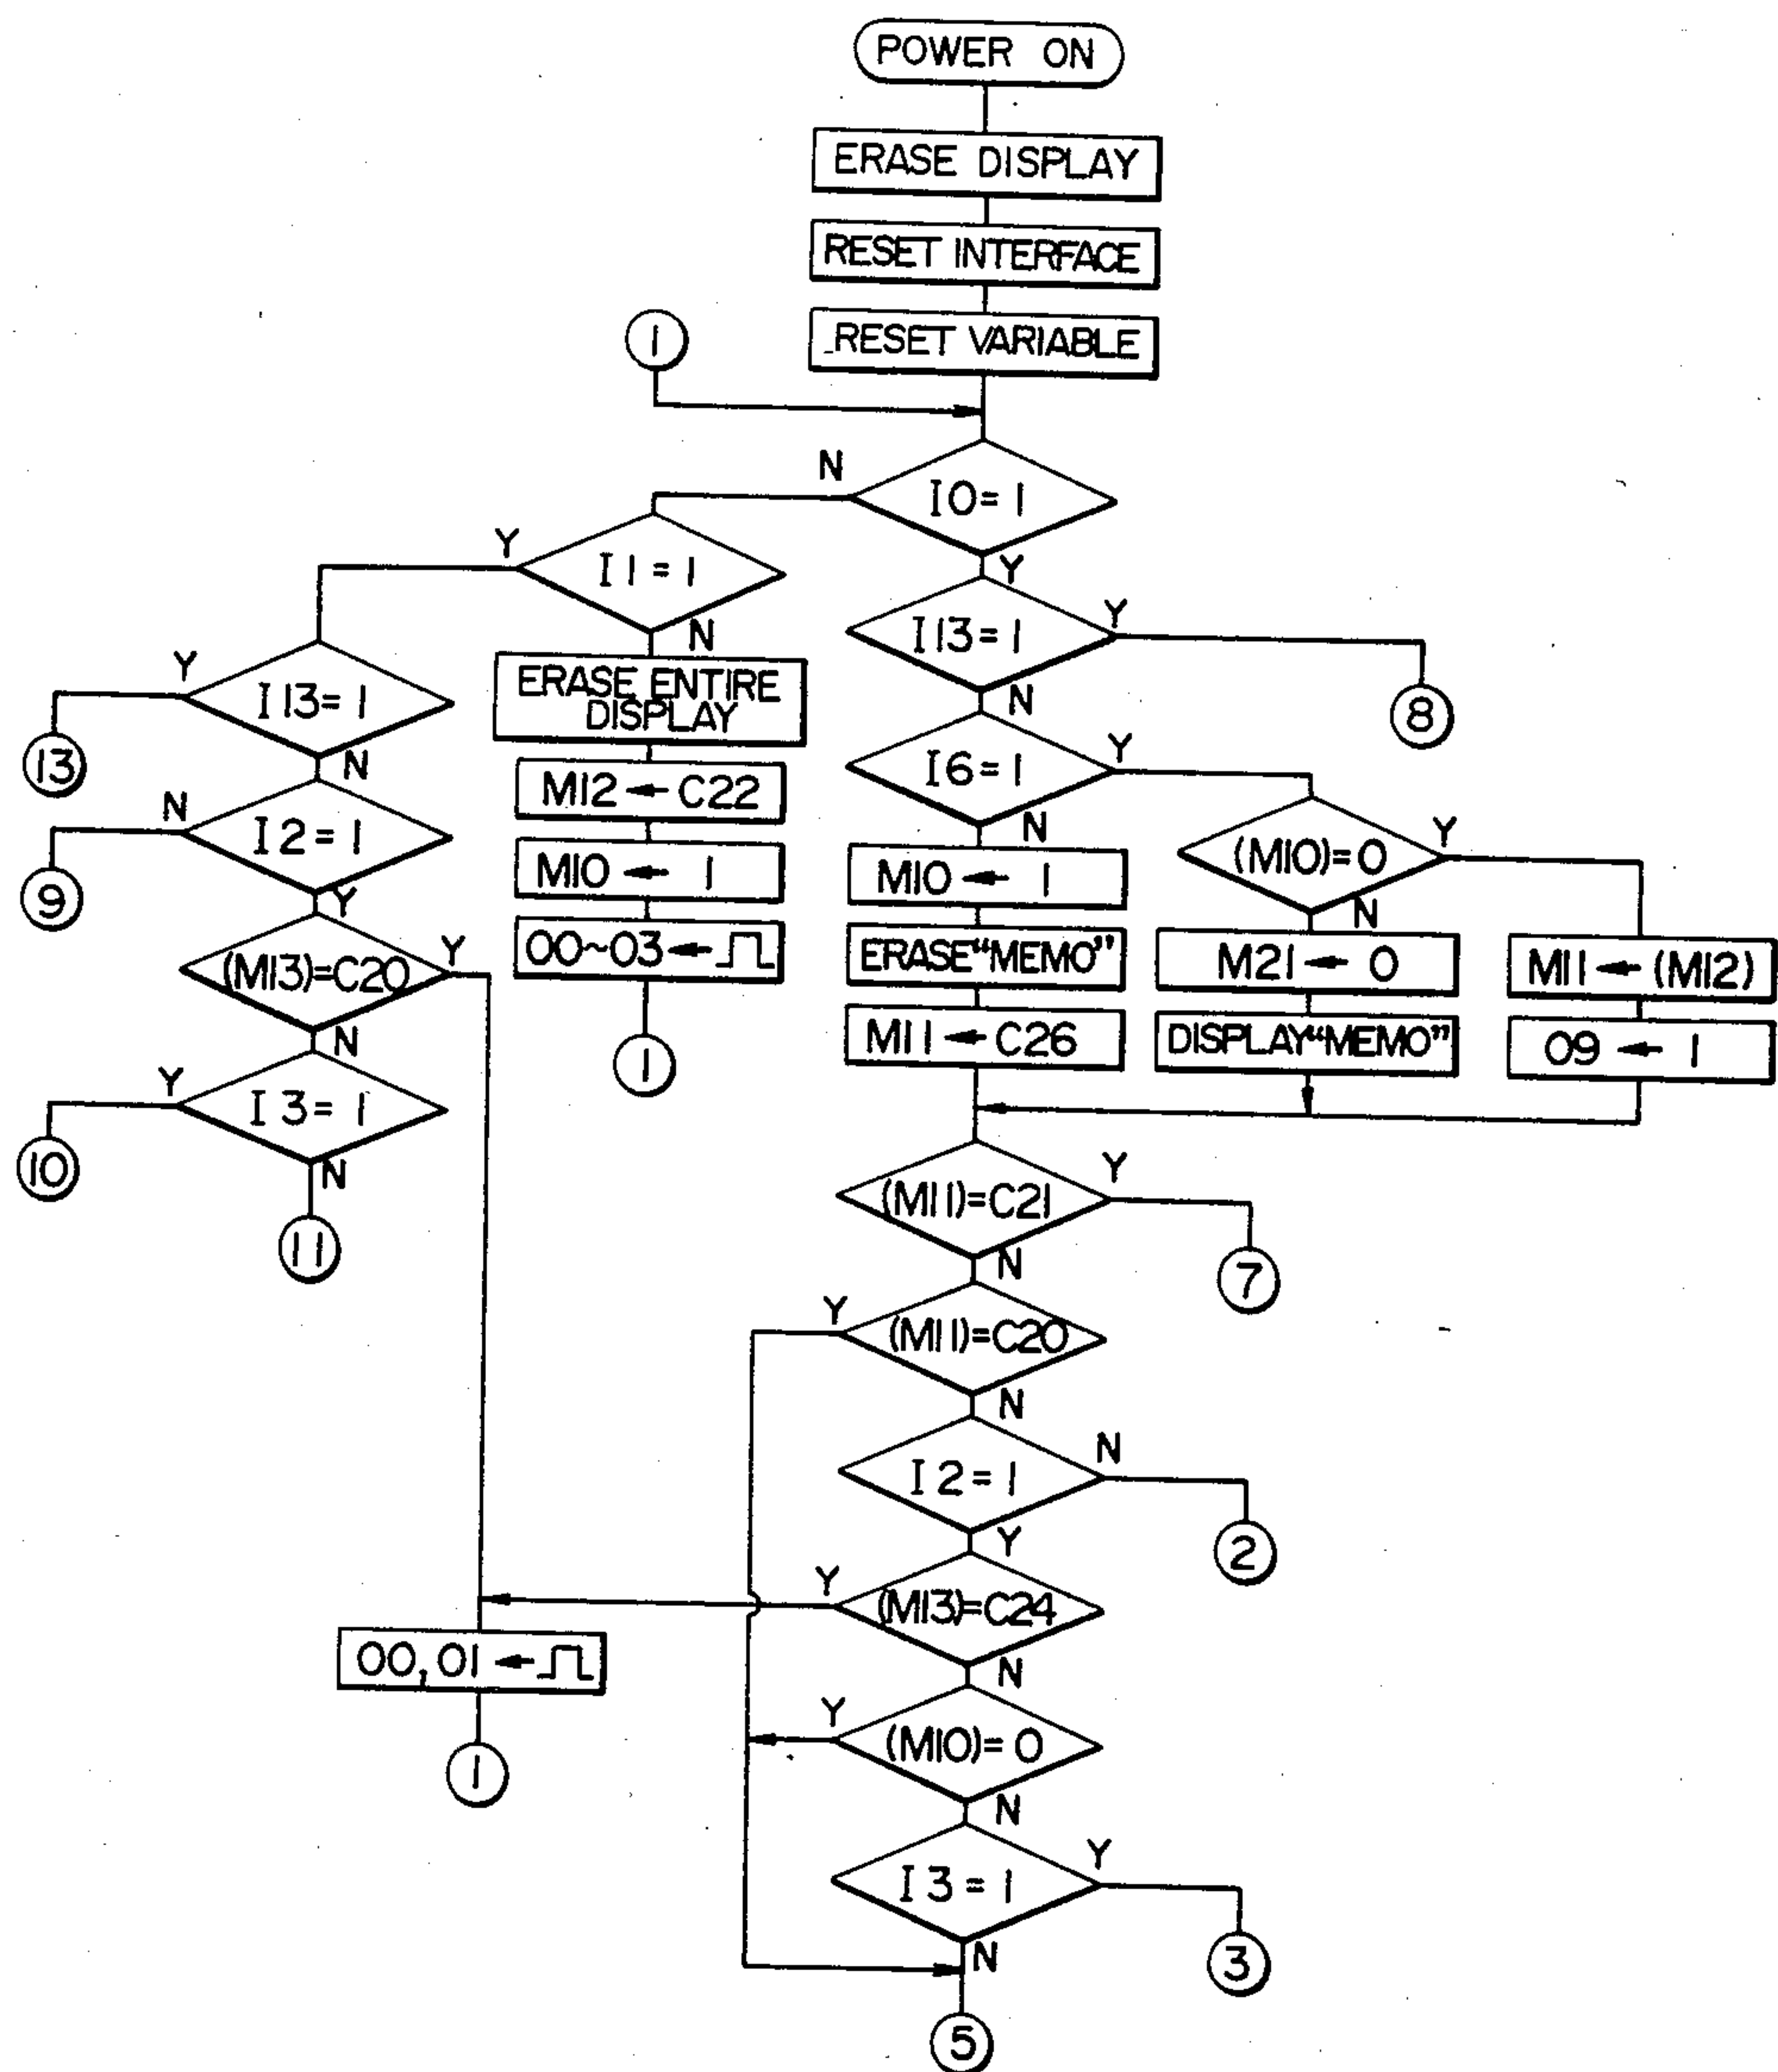 POWER ON
ERASE DISPLAY
RESET INTERFACE
RESET VARIABLE
1
I0=1
N
Y
I1=1
Y
N
I13=1
Y
N
13
I2=1
N
Y
9
(M13)=C20
Y
N
I3=1
Y
N
10
11
ERASE ENTIRE
DISPLAY
M12←C22
M10←1
00~03←
1
I13=1
Y
N
8
I6=1
Y
N
M10←1
ERASE“MEMO”
M11←C26
(M10)=0
Y
N
M21←0
DISPLAY“MEMO”
M11←(M12)
09←1
(M11)=C21
Y
N
7
(M11)=C20
Y
N
I2=1
N
Y
2
(M13)=C24
Y
N
00,01←
1
(M10)=0
Y
N
I3=1
Y
N
3
5